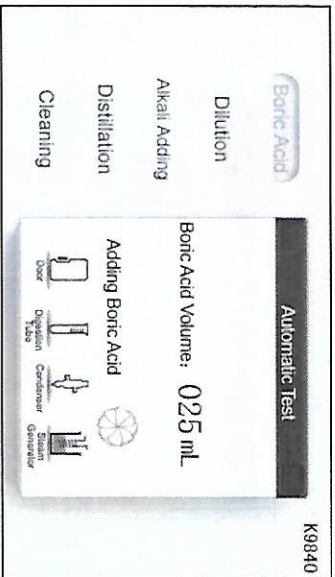 K9840
Automatic Test
Boric Acid
Dilution
Alkali Adding
Distillation
Cleaning
Boric Acid Volume: 025 mL
Adding Boric Acid
Door
Digestion Tube
Condenser
Steam Generator